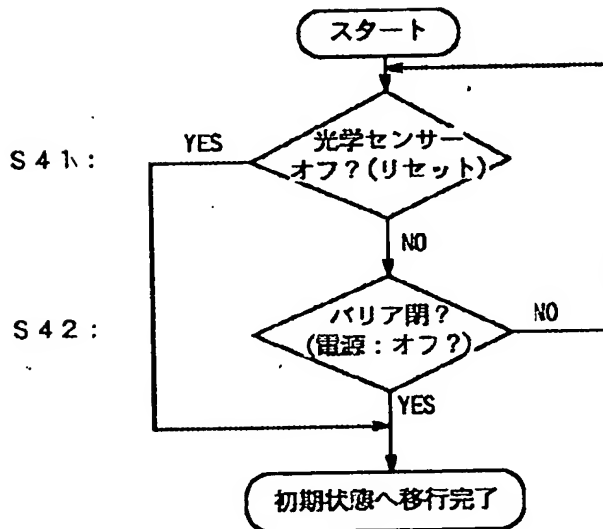 スタート
S41:
YES
光学センサー
オフ?(リセット)
NO
S42:
バリア閉?
(電源:オフ?)
NO
YES
初期状態へ移行完了